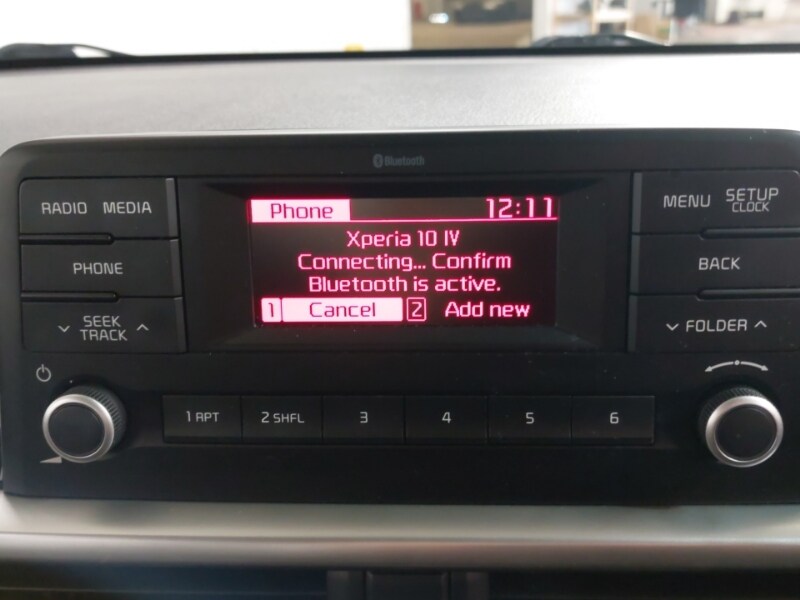 Bluetooth
RADIO MEDIA
PHONE
SEEK
TRACK
Phone 12:11
Xperia 10 IV
Connecting... Confirm
Bluetooth is active.
1 Cancel 2 Add new
MENU SETUP
CLOCK
BACK
FOLDER
1 RPT 2 SHFL 3 4 5 6